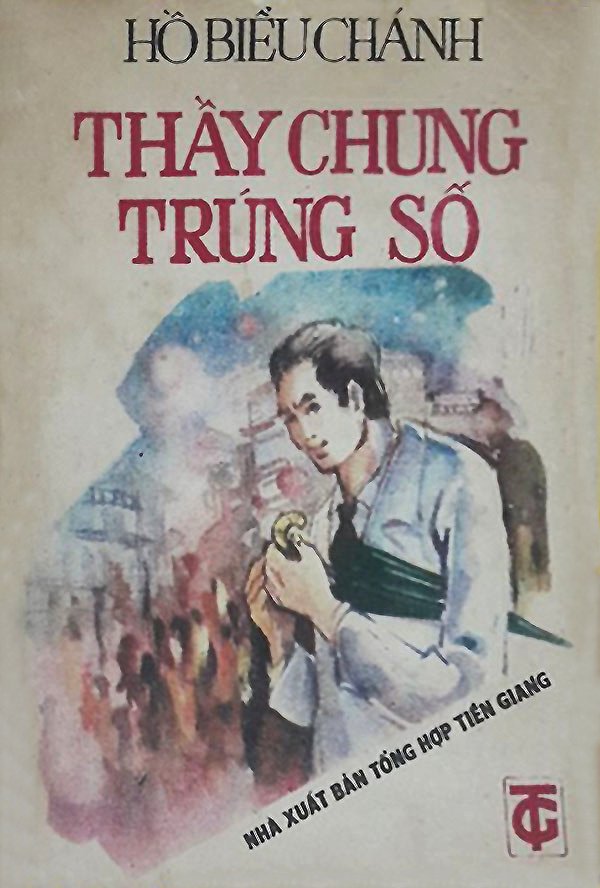 HỒ BIỂU CHÁNH
THẦY CHUNG
TRÚNG SỐ
NHÀ XUẤT BẢN TỔNG HỢP TIỀN GIANG
TG